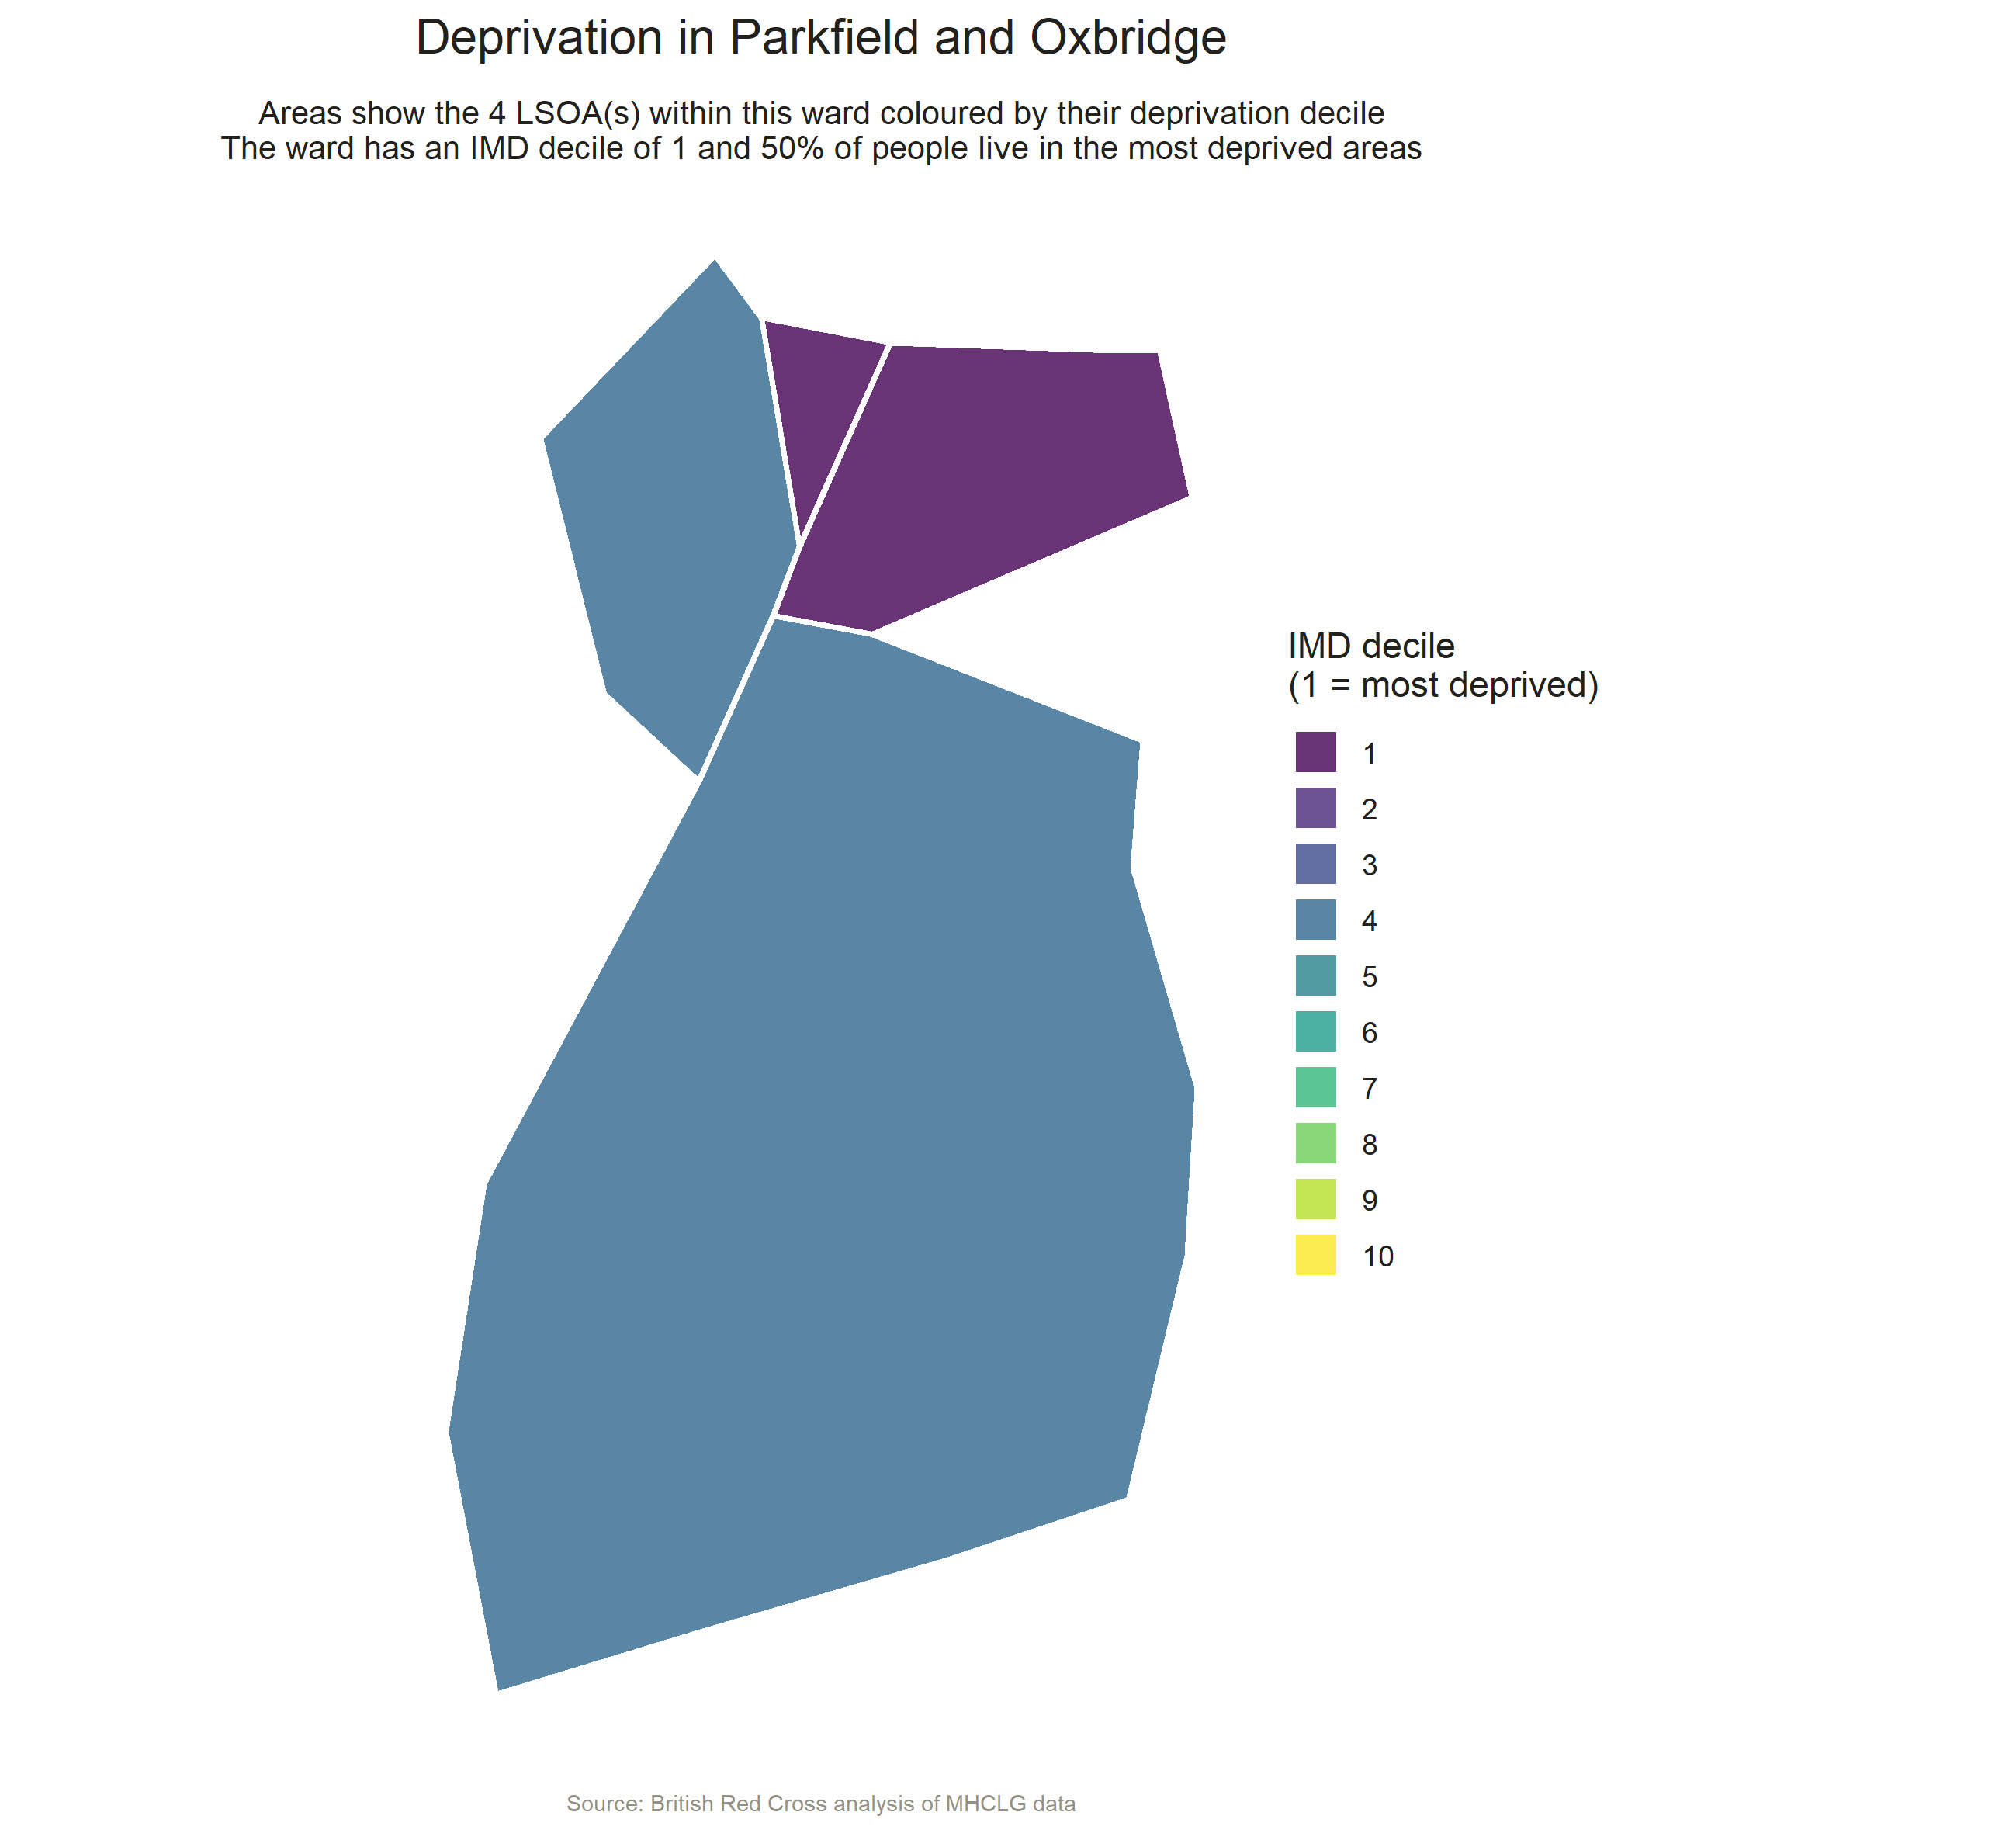 Deprivation in Parkfield and Oxbridge
Areas show the 4 LSOA(s) within this ward coloured by their deprivation decile
The ward has an IMD decile of 1 and 50% of people live in the most deprived areas
IMD decile
(1 = most deprived)
1
2
3
4
5
6
7
8
9
10
Source: British Red Cross analysis of MHCLG data